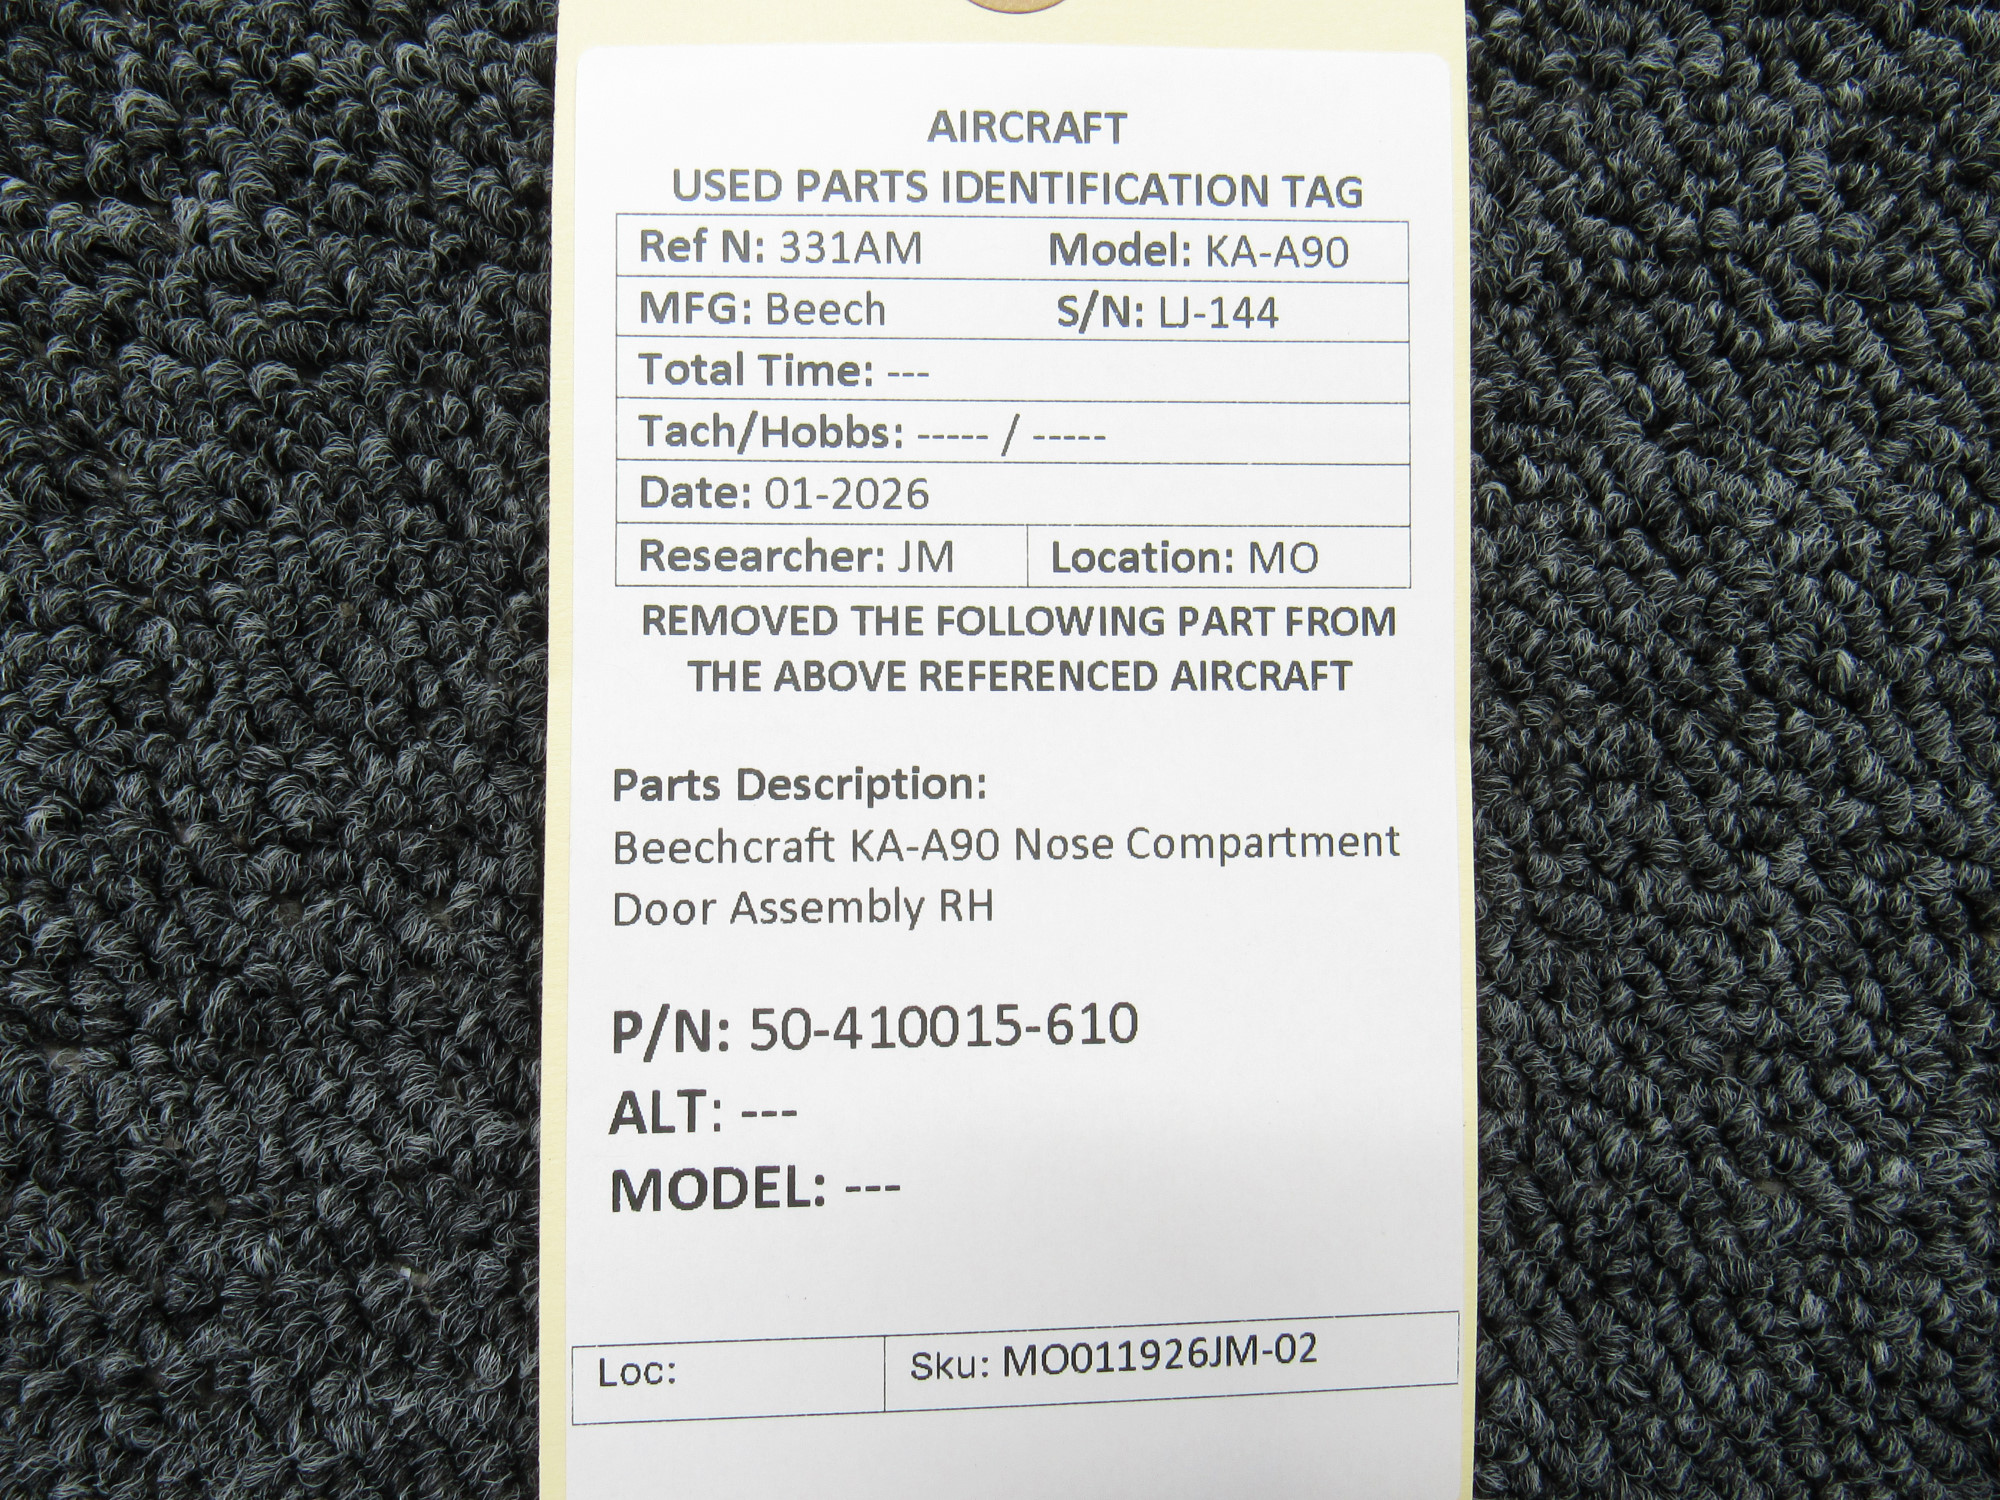 AIRCRAFT
USED PARTS IDENTIFICATION TAG
Ref N: 331AM Model: KA-A90
MFG: Beech S/N: LJ-144
Total Time: ---
Tach/Hobbs: ----- / -----
Date: 01-2026
Researcher: JM Location: MO
REMOVED THE FOLLOWING PART FROM
THE ABOVE REFERENCED AIRCRAFT
Parts Description:
Beechcraft KA-A90 Nose Compartment
Door Assembly RH
P/N: 50-410015-610
ALT: ---
MODEL: ---
Loc: Sku: MO011926JM-02